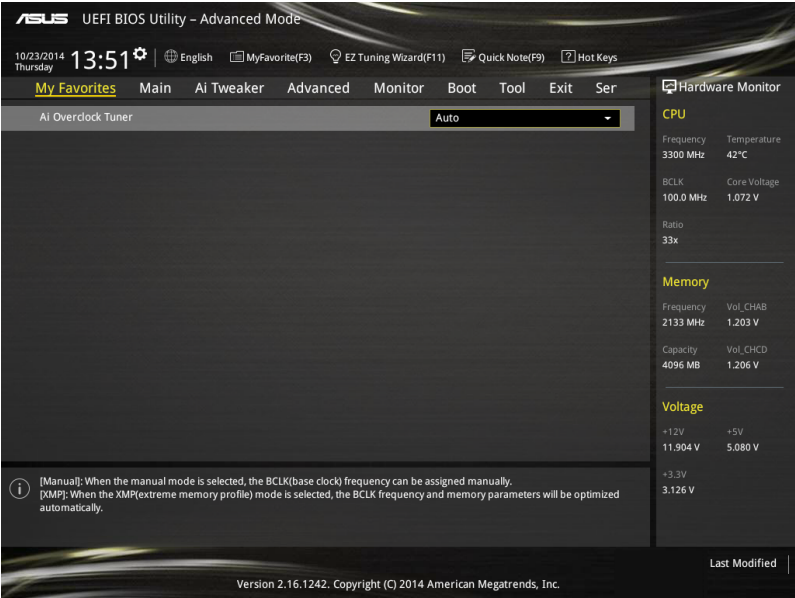 ASUS UEFI BIOS Utility – Advanced Mode
10/23/2014
Thursday
13:51
English
MyFavorite(F3)
EZ Tuning Wizard(F11)
Quick Note(F9)
? Hot Keys
My Favorites Main Ai Tweaker Advanced Monitor Boot Tool Exit Ser
Ai Overclock Tuner Auto
[Manual]: When the manual mode is selected, the BCLK(base clock) frequency can be assigned manually.
[XMP]: When the XMP(extreme memory profile) mode is selected, the BCLK frequency and memory parameters will be optimized
automatically.
Hardware Monitor
CPU
Frequency Temperature
3300 MHz 42°C
BCLK Core Voltage
100.0 MHz 1.072 V
Ratio
33x
Memory
Frequency Vol_CHAB
2133 MHz 1.203 V
Capacity Vol_CHCD
4096 MB 1.206 V
Voltage
+12V +5V
11.904 V 5.080 V
+3.3V
3.126 V
Last Modified
Version 2.16.1242. Copyright (C) 2014 American Megatrends, Inc.